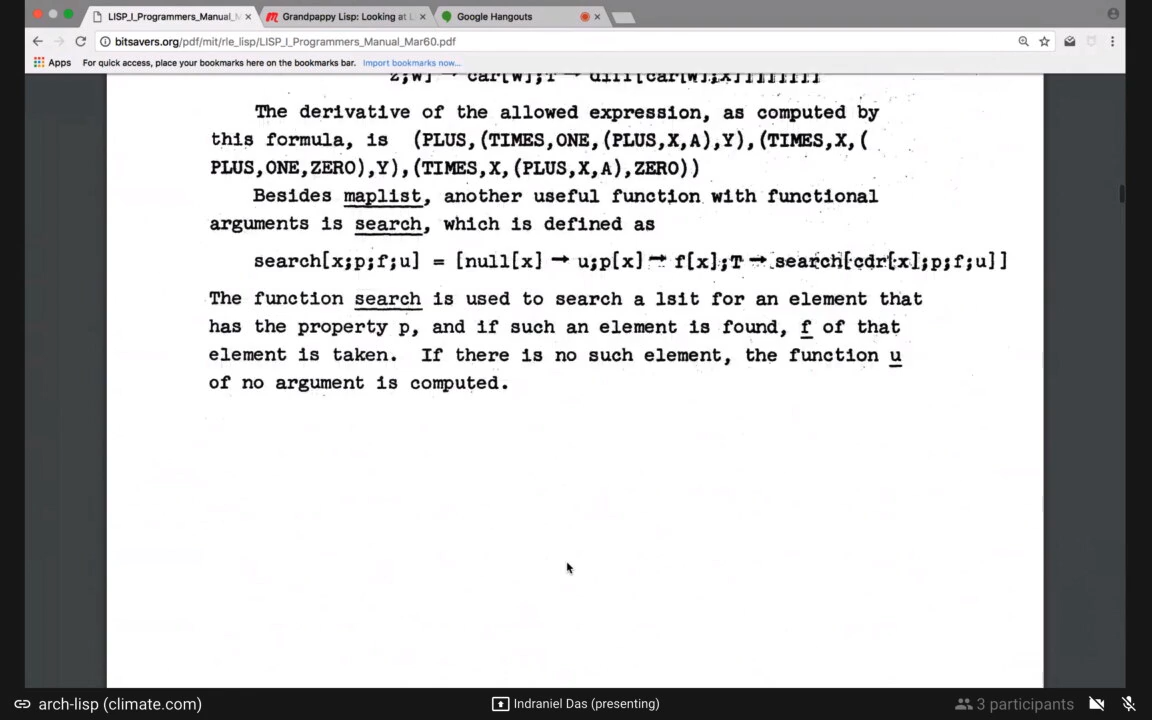 LISP_I_Programmers_Manual_M
Grandpappy Lisp: Looking at L
Google Hangouts
bitsavers.org/pdf/mit/rle_lisp/LISP_I_Programmers_Manual_Mar60.pdf
Apps For quick access, place your bookmarks here on the bookmarks bar. Import bookmarks now...
z;w] → car[w];T → diff[car[w];x]]]]]]]
The derivative of the allowed expression, as computed by
this formula, is (PLUS,(TIMES,ONE,(PLUS,X,A),Y),(TIMES,X,(
PLUS,ONE,ZERO),Y),(TIMES,X,(PLUS,X,A),ZERO))
Besides maplist, another useful function with functional
arguments is search, which is defined as
search[x;p;f;u] = [null[x] → u;p[x] → f[x];T → search[cdr[x];p;f;u]]
The function search is used to search a lsit for an element that
has the property p, and if such an element is found, f of that
element is taken. If there is no such element, the function u
of no argument is computed.
arch-lisp (climate.com)
Indraniel Das (presenting)
3 participants